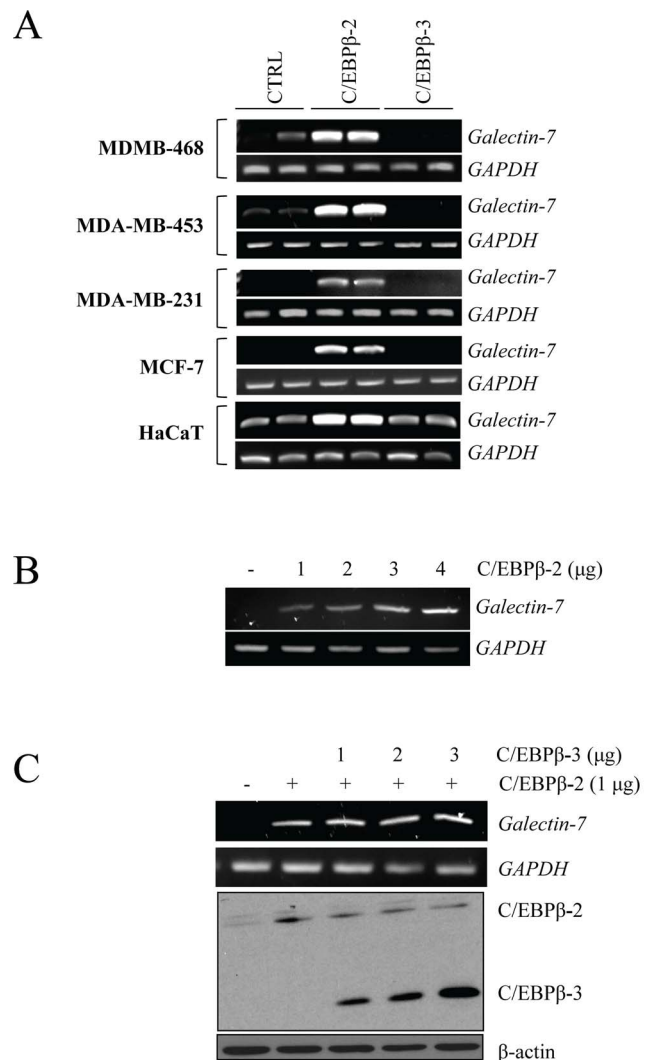 A
CTRL
C/EBPβ-2
C/EBPβ-3
MDMB-468
Galectin-7
GAPDH
MDA-MB-453
Galectin-7
GAPDH
MDA-MB-231
Galectin-7
GAPDH
MCF-7
Galectin-7
GAPDH
HaCaT
Galectin-7
GAPDH
B
- 1 2 3 4 C/EBPβ-2 (μg)
Galectin-7
GAPDH
C
1 2 3 C/EBPβ-3 (μg)
- + + + + C/EBPβ-2 (1 μg)
Galectin-7
GAPDH
C/EBPβ-2
C/EBPβ-3
β-actin